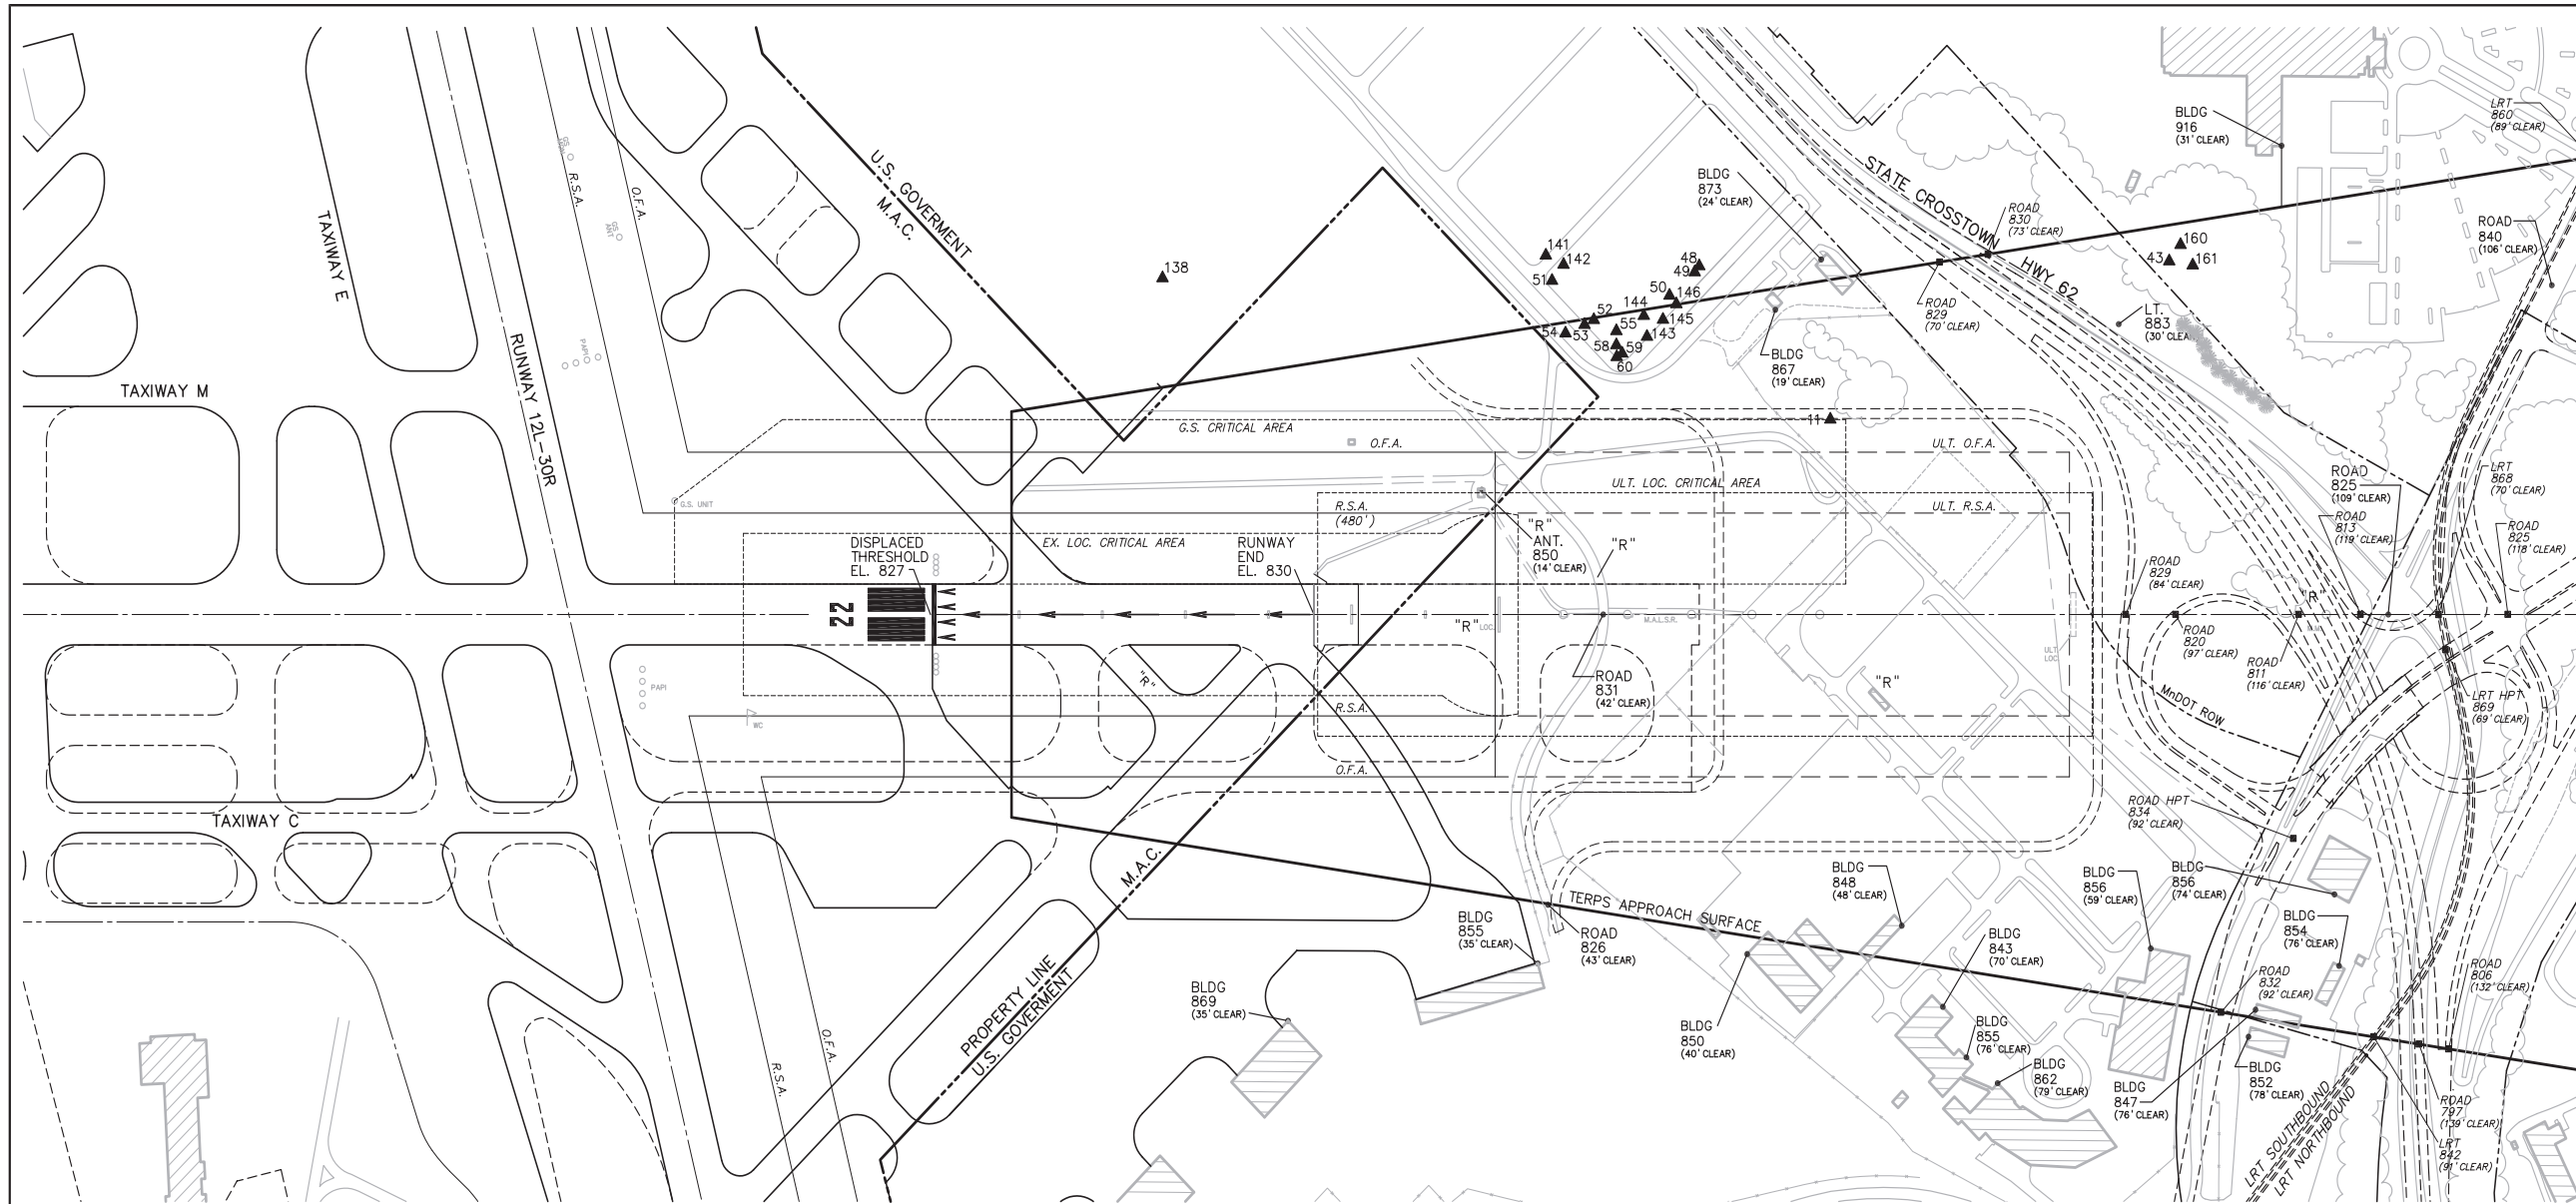 TAXIWAY E
TAXIWAY M
RUNWAY 12L-30R
TAXIWAY C
R.S.A.
O.F.A.
GS
ANT
PAPI
G.S. UNIT
U.S. GOVERMENT
M.A.C.
138
141
142
51
48
49
50
146
144
145
52
53
54
55
143
58
59
60
11
43
160
161
BLDG
873
(24' CLEAR)
BLDG
867
(19' CLEAR)
STATE CROSSTOWN
HWY 62
ROAD
830
(73' CLEAR)
ROAD
829
(70' CLEAR)
BLDG
916
(31' CLEAR)
LRT
860
(89' CLEAR)
ROAD
840
(106' CLEAR)
LT.
883
(30' CLEA
G.S. CRITICAL AREA
O.F.A.
ULT. O.F.A.
ULT. LOC. CRITICAL AREA
R.S.A.
(480')
ULT. R.S.A.
EX. LOC. CRITICAL AREA
DISPLACED
THRESHOLD
EL. 827
RUNWAY
END
EL. 830
"R"
ANT.
850
(14' CLEAR)
"R"
22
"R"
LOC.
M.A.L.S.R.
ROAD
831
(42' CLEAR)
"R"
ULT
LOC
"R"
"R"
PAPI
WC
R.S.A.
O.F.A.
ROAD
825
(109' CLEAR)
ROAD
813
(119' CLEAR)
LRT
868
(70' CLEAR)
ROAD
825
(118' CLEAR)
ROAD
829
(84' CLEAR)
ROAD
820
(97' CLEAR)
ROAD
811
(116' CLEAR)
LRT HPT
869
(69' CLEAR)
MnDOT ROW
ROAD HPT
834
(92' CLEAR)
M.A.C.
PROPERTY LINE
U.S. GOVERMENT
O.F.A.
R.S.A.
TERPS APPROACH SURFACE
BLDG
869
(35' CLEAR)
BLDG
855
(35' CLEAR)
ROAD
826
(43' CLEAR)
BLDG
850
(40' CLEAR)
BLDG
848
(48' CLEAR)
BLDG
843
(70' CLEAR)
BLDG
855
(76' CLEAR)
BLDG
862
(79' CLEAR)
BLDG
856
(59' CLEAR)
BLDG
856
(74' CLEAR)
BLDG
854
(76' CLEAR)
ROAD
832
(92' CLEAR)
BLDG
847
(76' CLEAR)
BLDG
852
(78' CLEAR)
ROAD
806
(132' CLEAR)
ROAD
797
(139' CLEAR)
LRT
842
(91' CLEAR)
LRT SOUTHBOUND
LRT NORTHBOUND